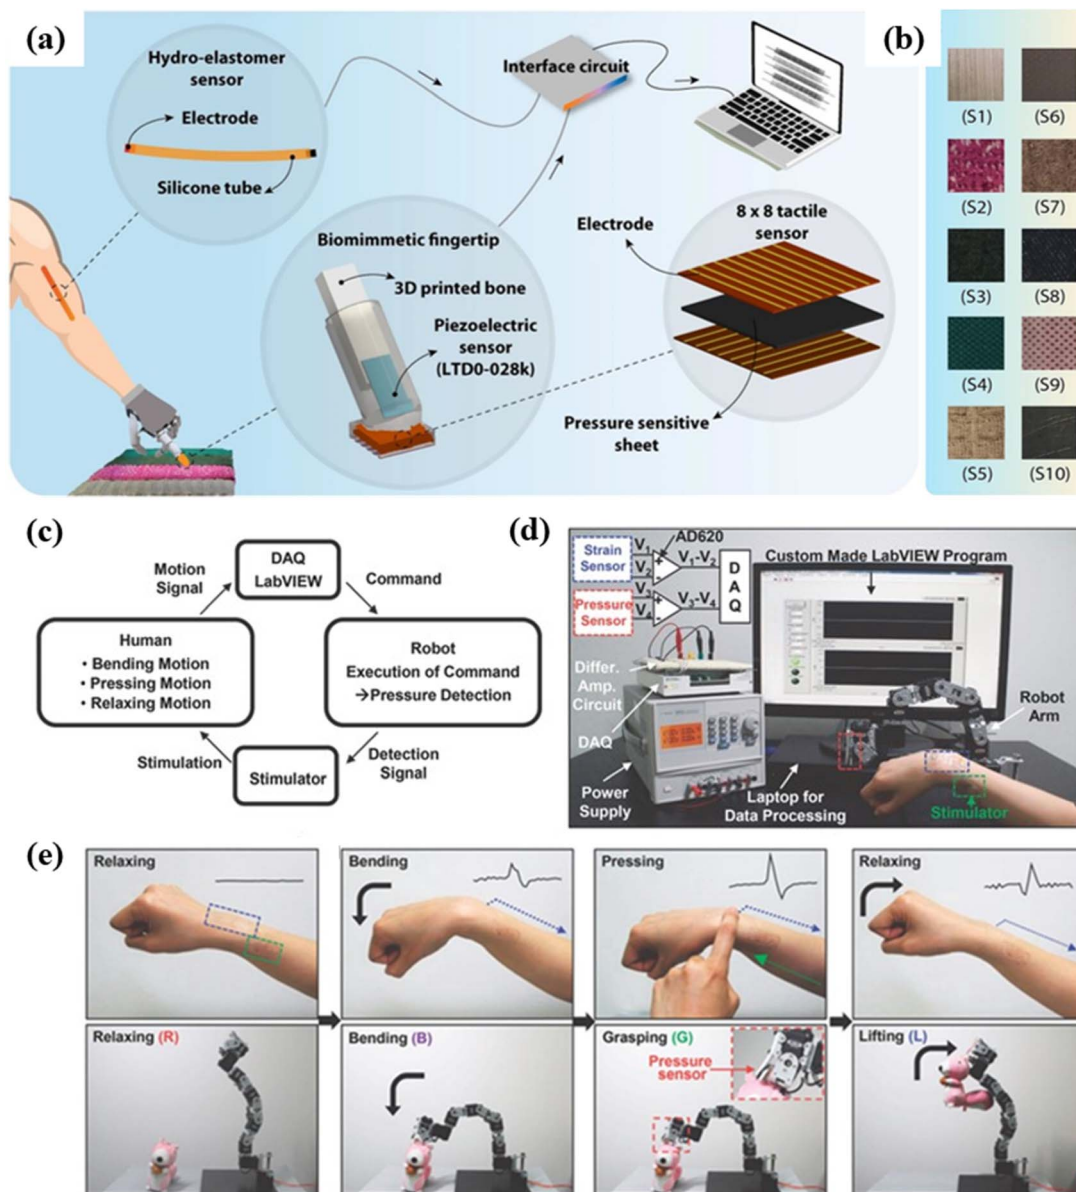 (a)
Hydro-elastomer
sensor
Electrode
Silicone tube
Interface circuit
Biomimmetic fingertip
3D printed bone
Piezoelectric
sensor
(LTD0-028k)
8 x 8 tactile
sensor
Electrode
Pressure sensitive
sheet
(b)
(S1)
(S6)
(S2)
(S7)
(S3)
(S8)
(S4)
(S9)
(S5)
(S10)
(c)
DAQ
LabVIEW
Motion
Signal
Command
Human
• Bending Motion
• Pressing Motion
• Relaxing Motion
Robot
Execution of Command
→Pressure Detection
Stimulation
Stimulator
Detection
Signal
(d)
Strain
Sensor
Pressure
Sensor
V1
V2
V3
V4
AD620
V1-V2
V3-V4
D
A
Q
Custom Made LabVIEW Program
Differ.
Amp.
Circuit
DAQ
Power
Supply
Laptop for
Data Processing
Robot
Arm
Stimulator
(e)
Relaxing
Bending
Pressing
Relaxing
Relaxing (R)
Bending (B)
Grasping (G)
Pressure
sensor
Lifting (L)